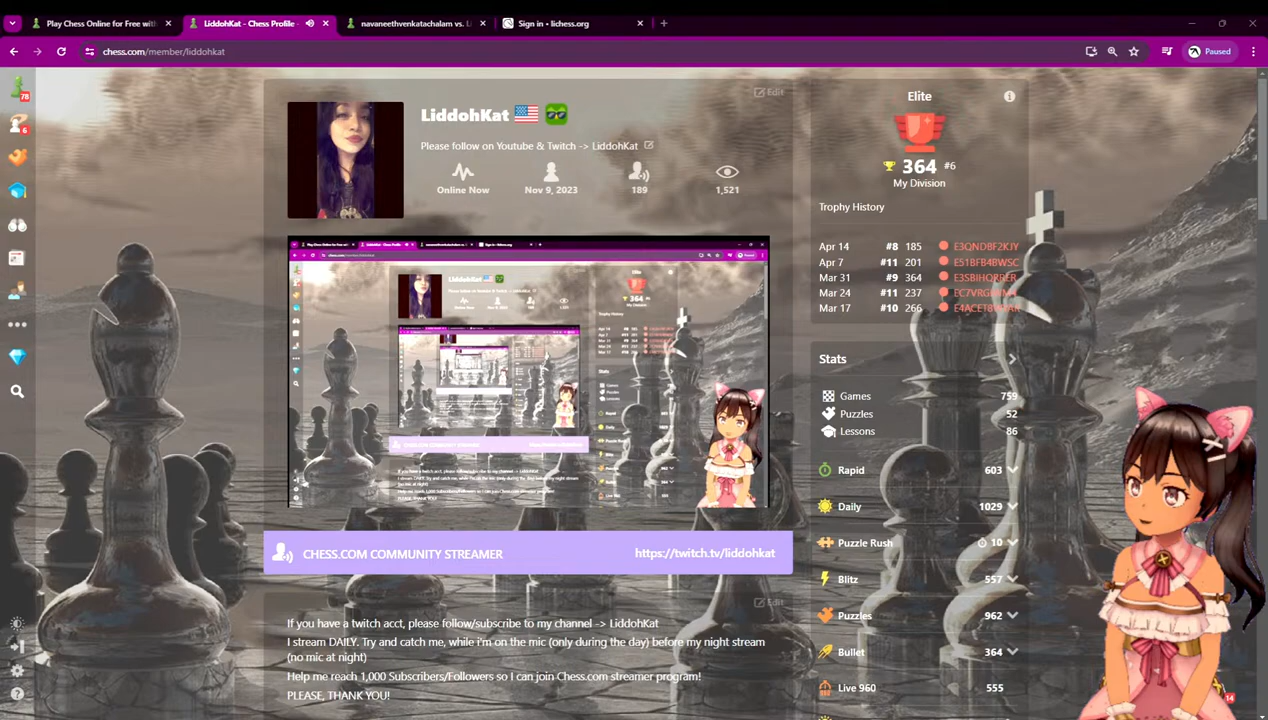 Play Chess Online for Free with
LiddohKat - Chess Profile -
navaneethvenkatachalam vs. L
Sign in • lichess.org
chess.com/member/liddohkat
Paused
78
6
Edit
LiddohKat
Please follow on Youtube & Twitch -> LiddohKat
Online Now
Nov 9, 2023
189
1,521
Elite
364 #6
My Division
Trophy History
Apr 14 #8 185 E3QND8F2KJY
Apr 7 #11 201 E51BFB4BWSC
Mar 31 #9 364 E3SBIHORRER
Mar 24 #11 237
Mar 17 #10 266
Stats
Games 759
Puzzles 52
Lessons 86
Rapid 603
Daily 1029
Puzzle Rush 10
Blitz 557
Puzzles 962
Bullet 364
Live 960 555
CHESS.COM COMMUNITY STREAMER
https://twitch.tv/liddohkat
Edit
If you have a twitch acct, please follow/subscribe to my channel -> LiddohKat
I stream DAILY. Try and catch me, while i'm on the mic (only during the day) before my night stream
(no mic at night)
Help me reach 1,000 Subscribers/Followers so I can join Chess.com streamer program!
PLEASE, THANK YOU!
14